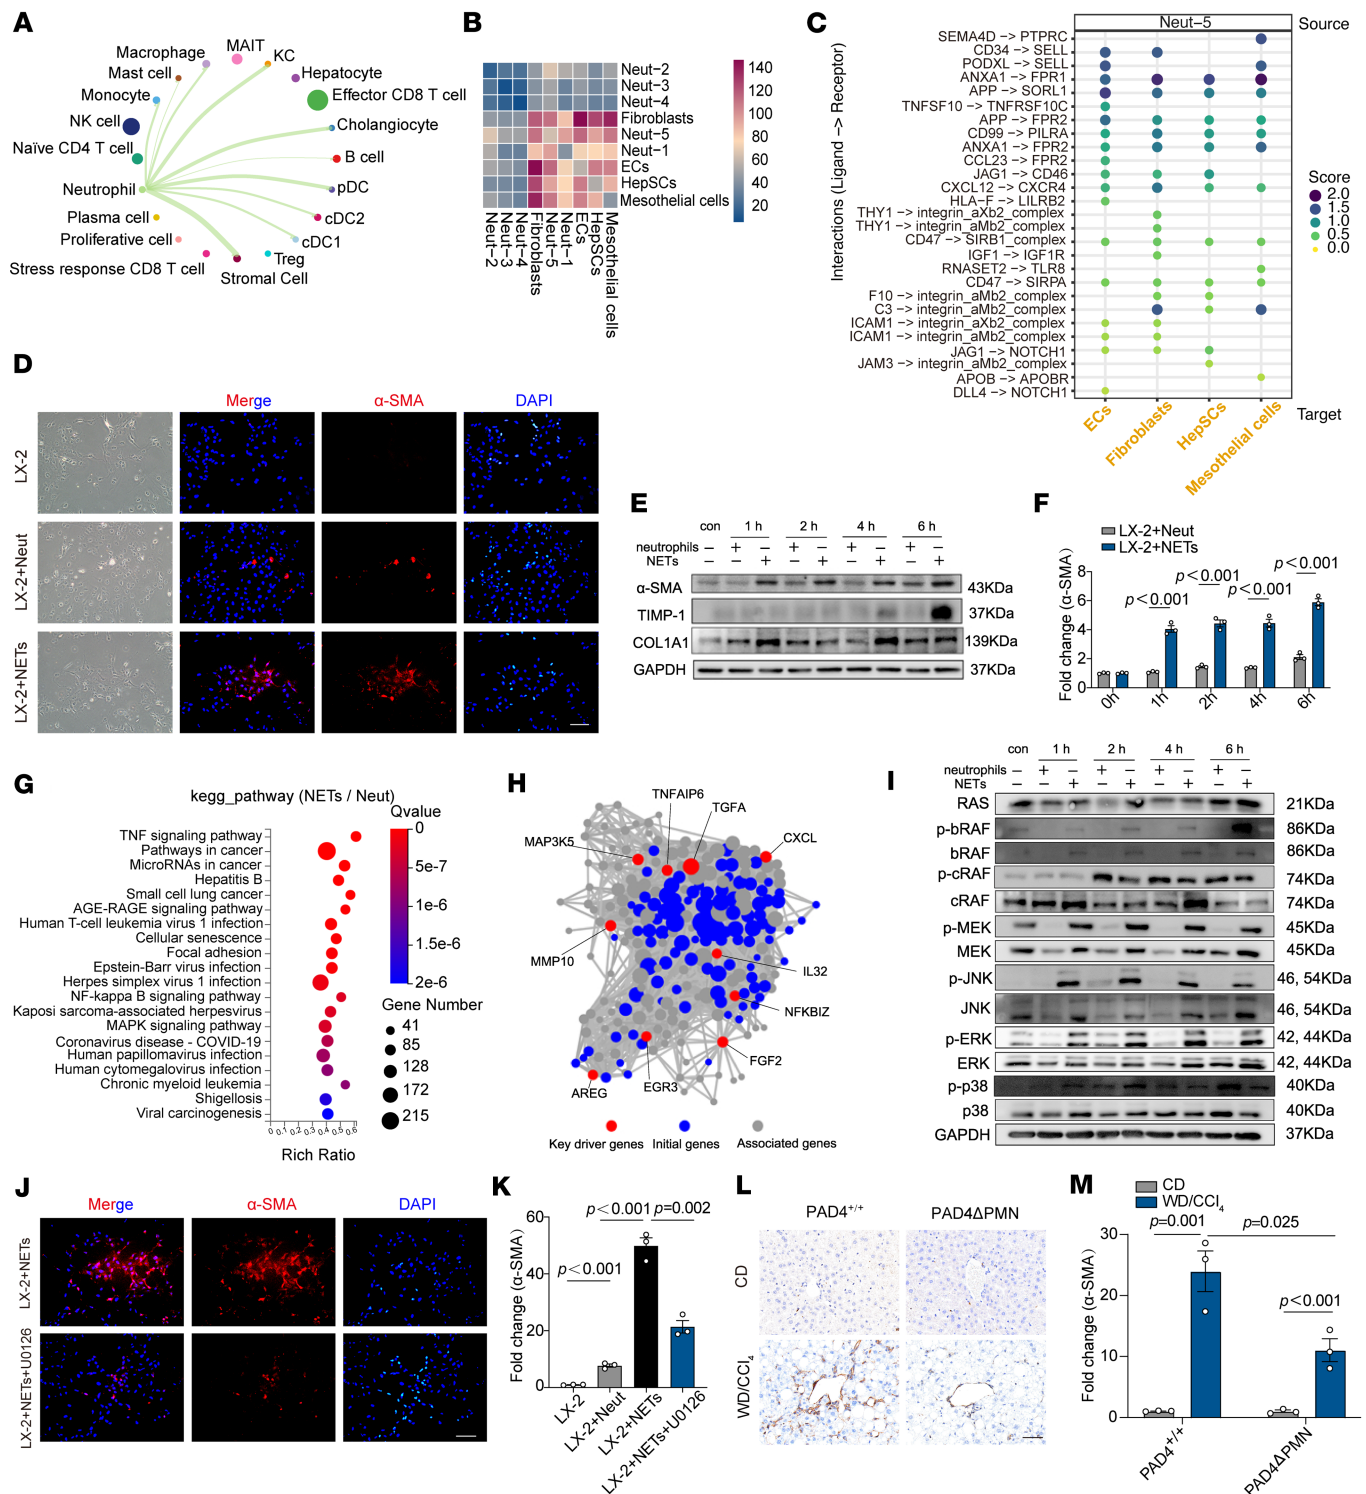 A
Macrophage
MAIT
KC
Mast cell
Hepatocyte
Monocyte
Effector CD8 T cell
NK cell
Cholangiocyte
Naïve CD4 T cell
B cell
Neutrophil
pDC
Plasma cell
cDC2
Proliferative cell
cDC1
Stress response CD8 T cell
Treg
Stromal Cell
B
Neut-2
Neut-3
Neut-4
Fibroblasts
Neut-5
Neut-1
ECs
HepSCs
Mesothelial cells
140
120
100
80
60
40
20
Neut-2
Neut-3
Neut-4
Fibroblasts
Neut-5
Neut-1
ECs
HepSCs
Mesothelial cells
C
Neut-5
Source
Interactions (Ligand -> Receptor)
SEMA4D -> PTPRC
CD34 -> SELL
PODXL -> SELL
ANXA1 -> FPR1
APP -> SORL1
TNFSF10 -> TNFRSF10C
APP -> FPR2
CD99 -> PILRA
ANXA1 -> FPR2
CCL23 -> FPR2
JAG1 -> CD46
CXCL12 -> CXCR4
HLA-F -> LILRB2
THY1 -> integrin_aXb2_complex
THY1 -> integrin_aMb2_complex
CD47 -> SIRB1_complex
IGF1 -> IGF1R
RNASET2 -> TLR8
CD47 -> SIRPA
F10 -> integrin_aMb2_complex
C3 -> integrin_aMb2_complex
ICAM1 -> integrin_aXb2_complex
ICAM1 -> integrin_aMb2_complex
JAG1 -> NOTCH1
JAM3 -> integrin_aMb2_complex
APOB -> APOBR
DLL4 -> NOTCH1
Score
2.0
1.5
1.0
0.5
0.0
ECs
Fibroblasts
HepSCs
Mesothelial cells
Target
D
Merge
α-SMA
DAPI
LX-2
LX-2+Neut
LX-2+NETs
E
con
1 h
2 h
4 h
6 h
neutrophils − + − + − + − + −
NETs − − + − + − + − +
α-SMA 43KDa
TIMP-1 37KDa
COL1A1 139KDa
GAPDH 37KDa
F
LX-2+Neut
LX-2+NETs
Fold change (α-SMA)
8
6
4
2
0
p<0.001
p<0.001
p<0.001
p<0.001
0h
1h
2h
4h
6h
G
kegg_pathway (NETs / Neut)
TNF signaling pathway
Pathways in cancer
MicroRNAs in cancer
Hepatitis B
Small cell lung cancer
AGE-RAGE signaling pathway
Human T-cell leukemia virus 1 infection
Cellular senescence
Focal adhesion
Epstein-Barr virus infection
Herpes simplex virus 1 infection
NF-kappa B signaling pathway
Kaposi sarcoma-associated herpesvirus
MAPK signaling pathway
Coronavirus disease - COVID-19
Human papillomavirus infection
Human cytomegalovirus infection
Chronic myeloid leukemia
Shigellosis
Viral carcinogenesis
0 0.1 0.2 0.3 0.4 0.5 0.6
Rich Ratio
Qvalue
0
5e-7
1e-6
1.5e-6
2e-6
Gene Number
41
85
128
172
215
H
TNFAIP6
TGFA
MAP3K5
CXCL
MMP10
IL32
NFKBIZ
FGF2
EGR3
AREG
Key driver genes
Initial genes
Associated genes
I
con
1 h
2 h
4 h
6 h
neutrophils − + − + − + − + −
NETs − − + − + − + − +
RAS 21KDa
p-bRAF 86KDa
bRAF 86KDa
p-cRAF 74KDa
cRAF 74KDa
p-MEK 45KDa
MEK 45KDa
p-JNK 46, 54KDa
JNK 46, 54KDa
p-ERK 42, 44KDa
ERK 42, 44KDa
p-p38 40KDa
p38 40KDa
GAPDH 37KDa
J
Merge
α-SMA
DAPI
LX-2+NETs
LX-2+NETs+U0126
K
Fold change (α-SMA)
60
40
20
0
p<0.001
p<0.001
p=0.002
LX-2
LX-2+Neut
LX-2+NETs
LX-2+NETs+U0126
L
PAD4+/+
PAD4ΔPMN
CD
WD/CCl4
M
CD
WD/CCl4
Fold change (α-SMA)
30
20
10
0
p=0.001
p=0.025
p<0.001
PAD4+/+
PAD4ΔPMN